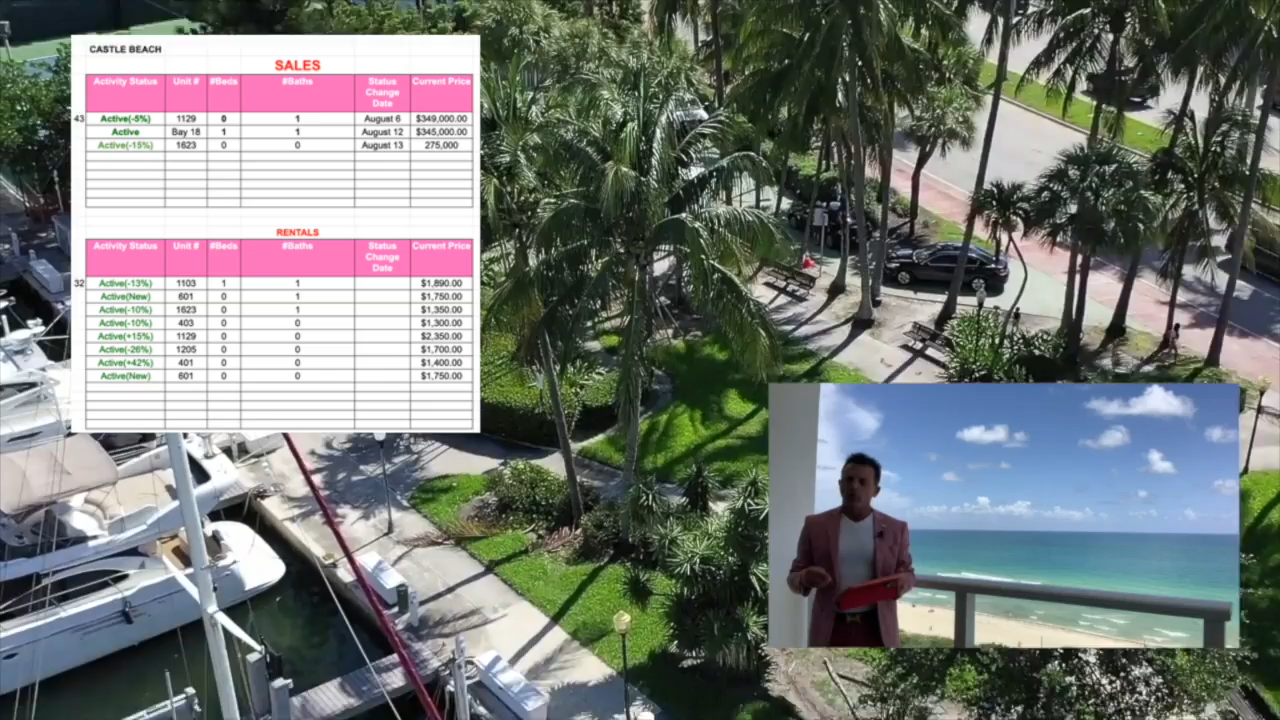 CASTLE BEACH
SALES
Activity Status Unit # #Beds #Baths Status Change Date Current Price
43 Active(-5%) 1129 0 1 August 6 $349,000.00
Active Bay 18 1 1 August 12 $345,000.00
Active(-15%) 1623 0 0 August 13 275,000
RENTALS
Activity Status Unit # #Beds #Baths Status Change Date Current Price
32 Active(-13%) 1103 1 1 $1,890.00
Active(New) 601 0 1 $1,750.00
Active(-10%) 1623 0 1 $1,350.00
Active(-10%) 403 0 0 $1,300.00
Active(+15%) 1129 0 0 $2,350.00
Active(-26%) 1205 0 0 $1,700.00
Active(+42%) 401 0 0 $1,400.00
Active(New) 601 0 0 $1,750.00